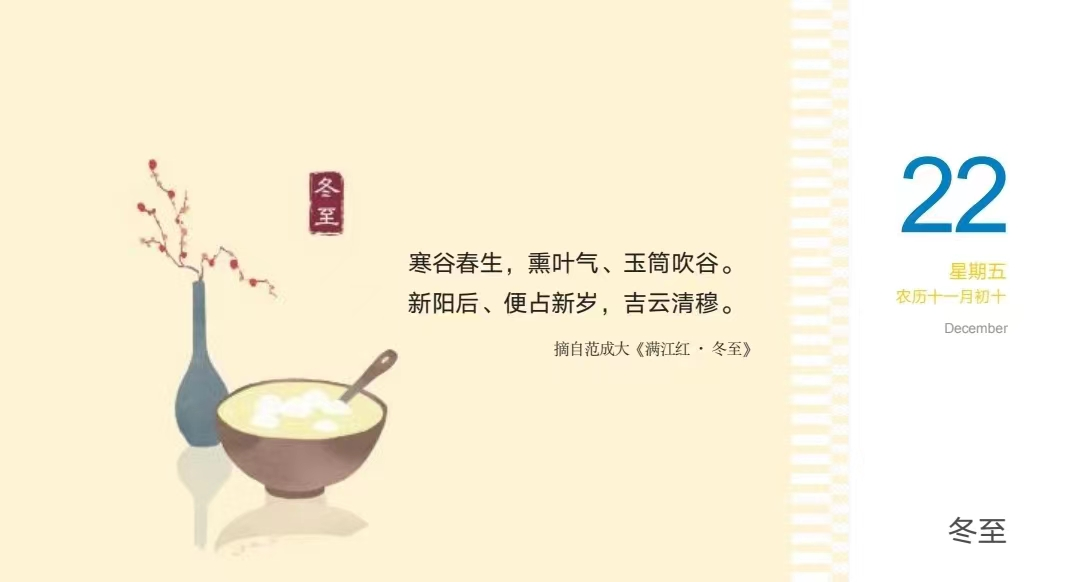 冬至
寒谷春生，熏叶气、玉筒吹谷。
新阳后、便占新岁，吉云清穆。
摘自范成大《满江红·冬至》
22
星期五
农历十一月初十
December
冬至